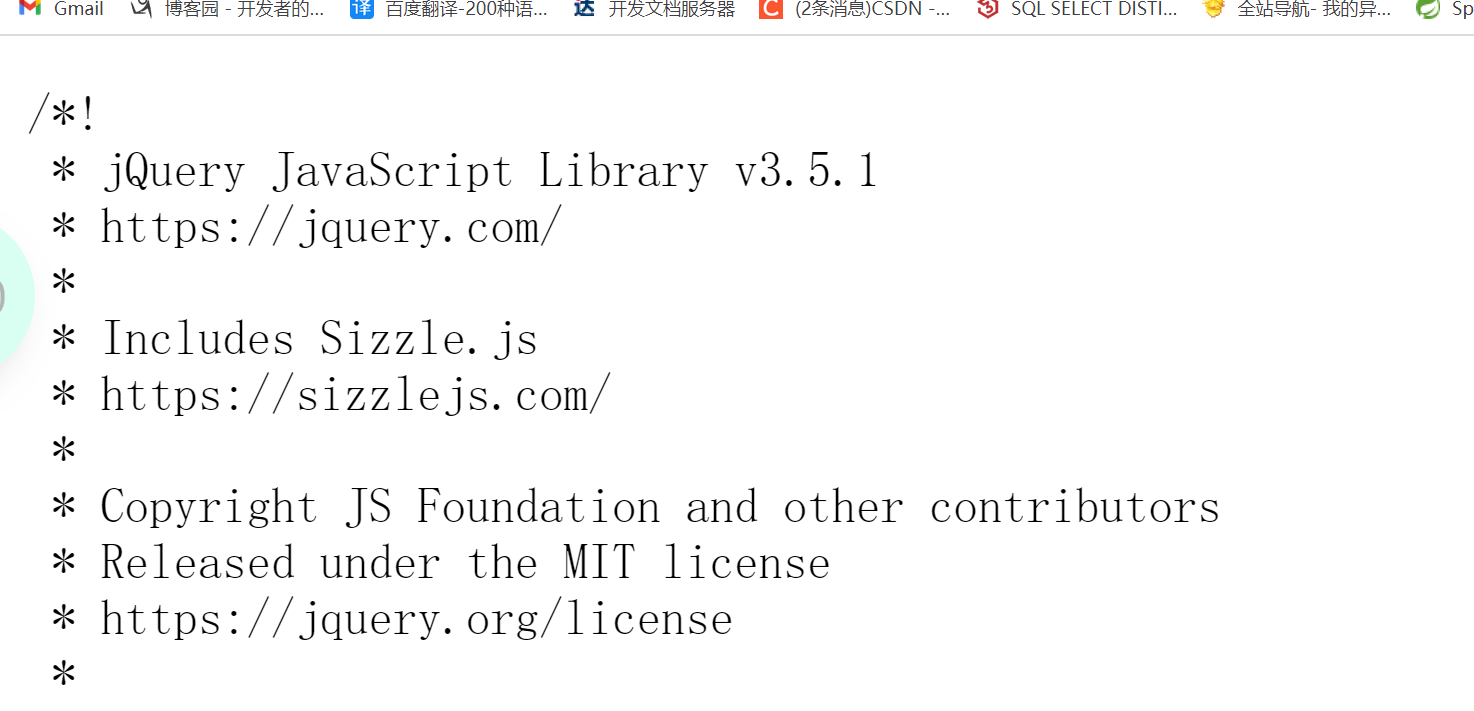 Gmail 博客园 - 开发者的... 译 百度翻译-200种语... 达 开发文档服务器 C (2条消息)CSDN -... SQL SELECT DISTI... 全站导航- 我的异... Sp
/*!
* jQuery JavaScript Library v3.5.1
* https://jquery.com/
*
* Includes Sizzle.js
* https://sizzlejs.com/
*
* Copyright JS Foundation and other contributors
* Released under the MIT license
* https://jquery.org/license
*